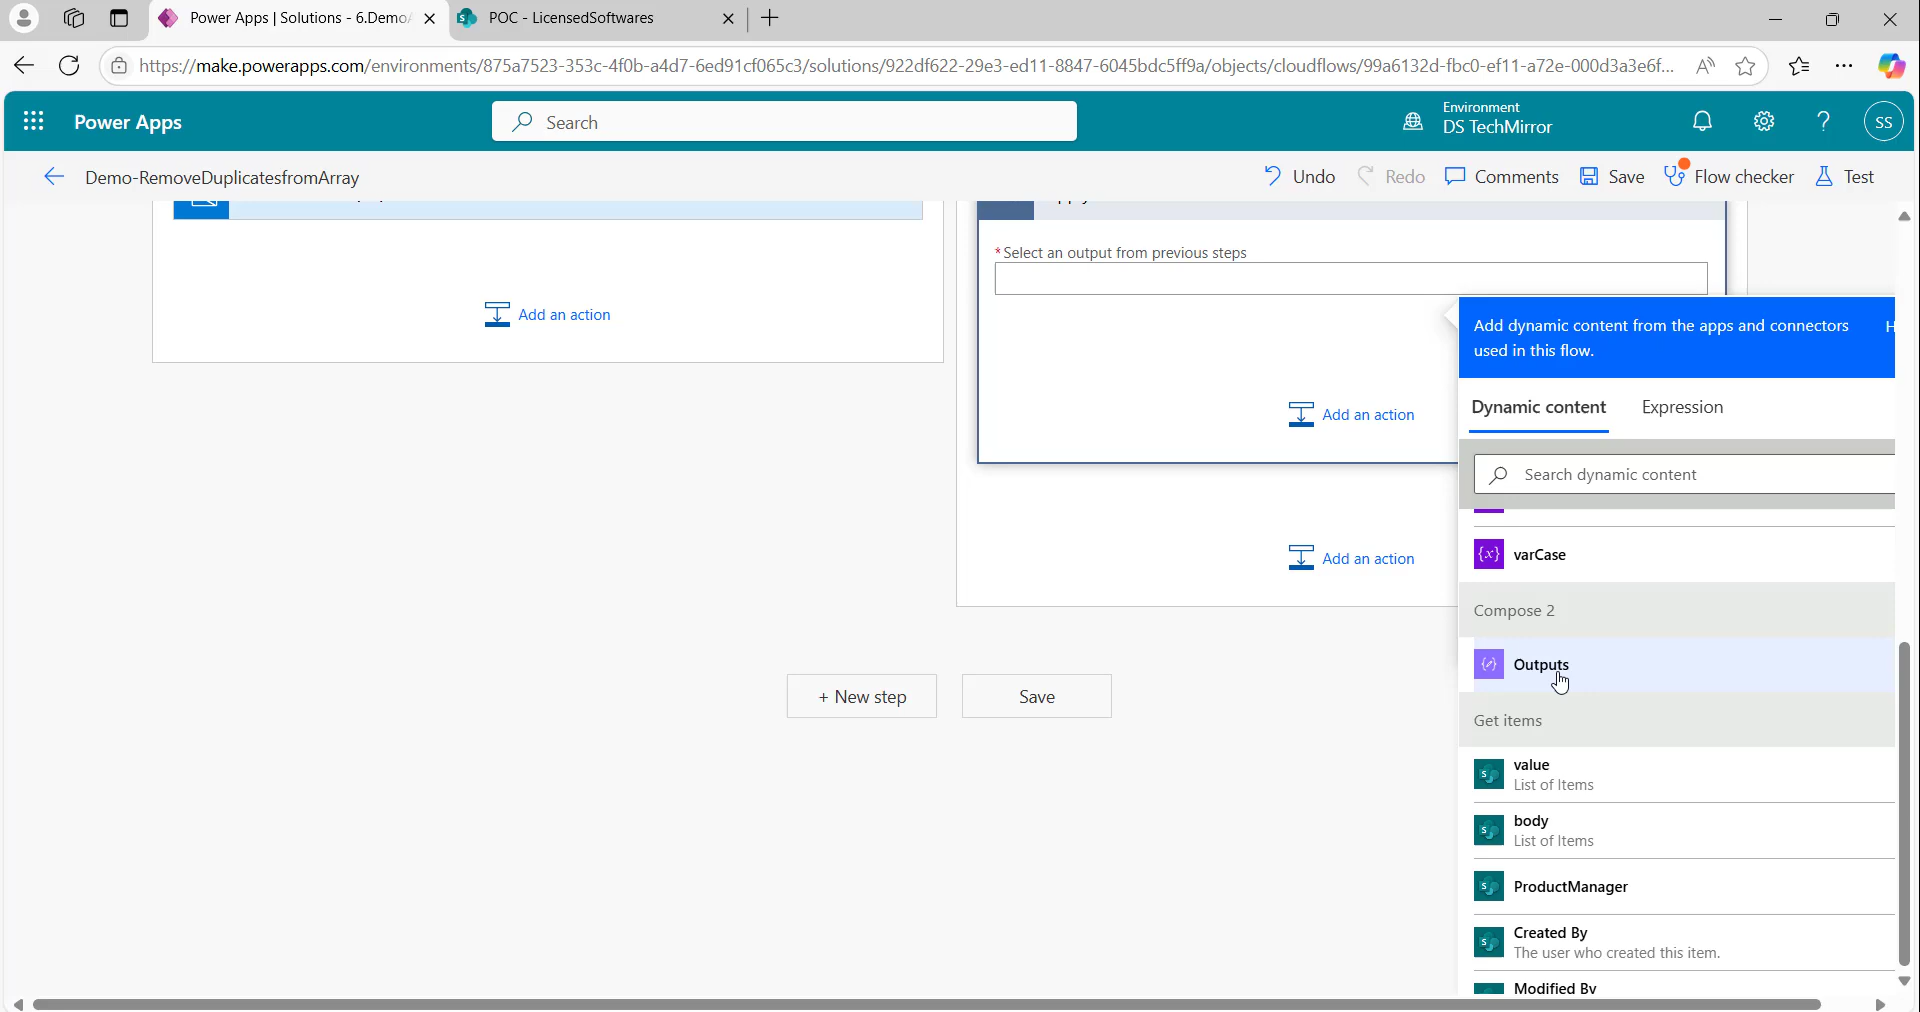 Power Apps | Solutions - 6.Demo
POC - LicensedSoftwares
https://make.powerapps.com/environments/875a7523-353c-4f0b-a4d7-6ed91cf065c3/solutions/922df622-29e3-ed11-8847-6045bdc5ff9a/objects/cloudflows/99a6132d-fbc0-ef11-a72e-000d3a3e6f...
Power Apps
Search
Environment
DS TechMirror
SS
Demo-RemoveDuplicatesfromArray
Undo
Redo
Comments
Save
Flow checker
Test
* Select an output from previous steps
Add an action
Add dynamic content from the apps and connectors
used in this flow.
Dynamic content
Expression
Add an action
Search dynamic content
Add an action
{x} varCase
Compose 2
Outputs
Get items
+ New step
Save
value
List of Items
body
List of Items
ProductManager
Created By
The user who created this item.
Modified By